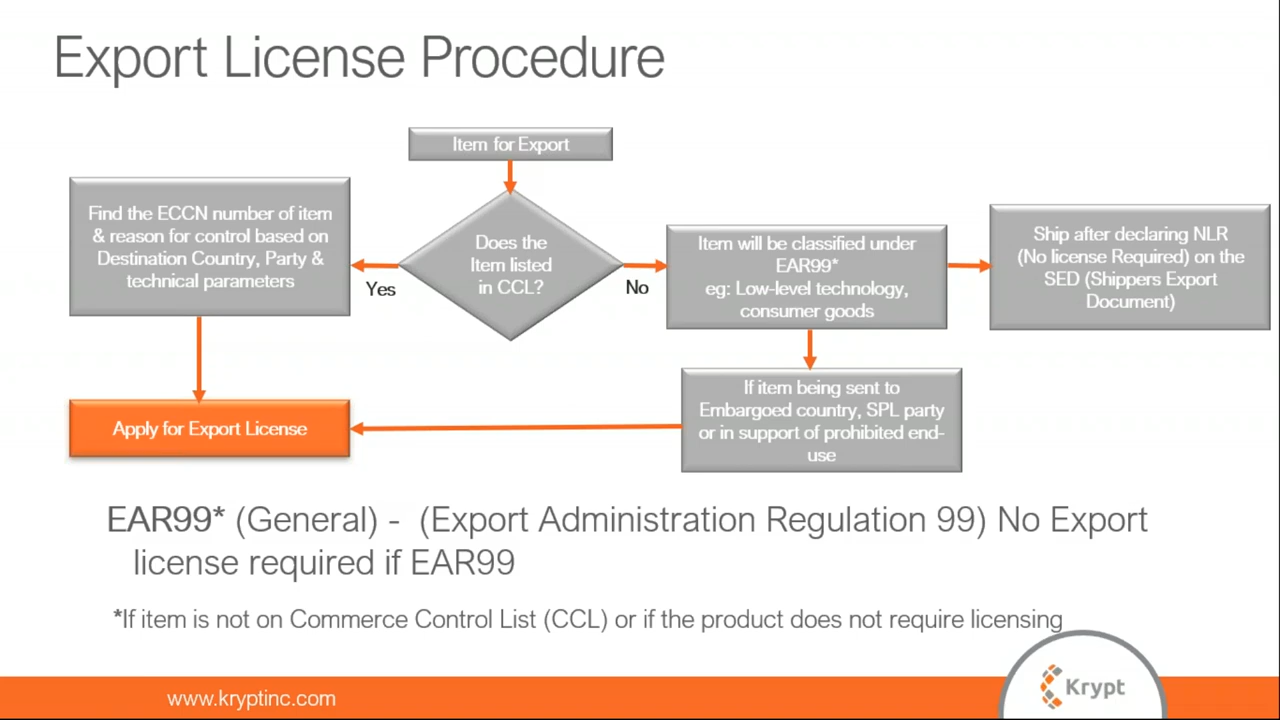 Export License Procedure
Item for Export
Find the ECCN number of item
& reason for control based on
Destination Country, Party &
technical parameters
Does the
Item listed
in CCL?
Yes
No
Item will be classified under
EAR99*
eg: Low-level technology,
consumer goods
Ship after declaring NLR
(No license Required) on the
SED (Shippers Export
Document)
If item being sent to
Embargoed country, SPL party
or in support of prohibited end-
use
Apply for Export License
EAR99* (General) - (Export Administration Regulation 99) No Export
license required if EAR99
*If item is not on Commerce Control List (CCL) or if the product does not require licensing
www.kryptinc.com
Krypt